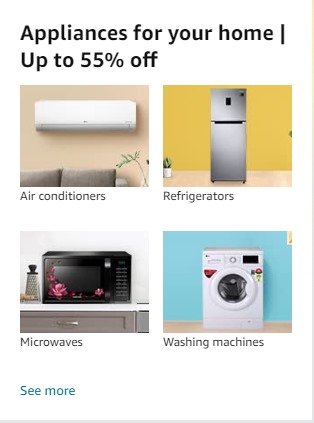 Appliances for your home |
Up to 55% off
Air conditioners
Refrigerators
Microwaves
Washing machines
See more